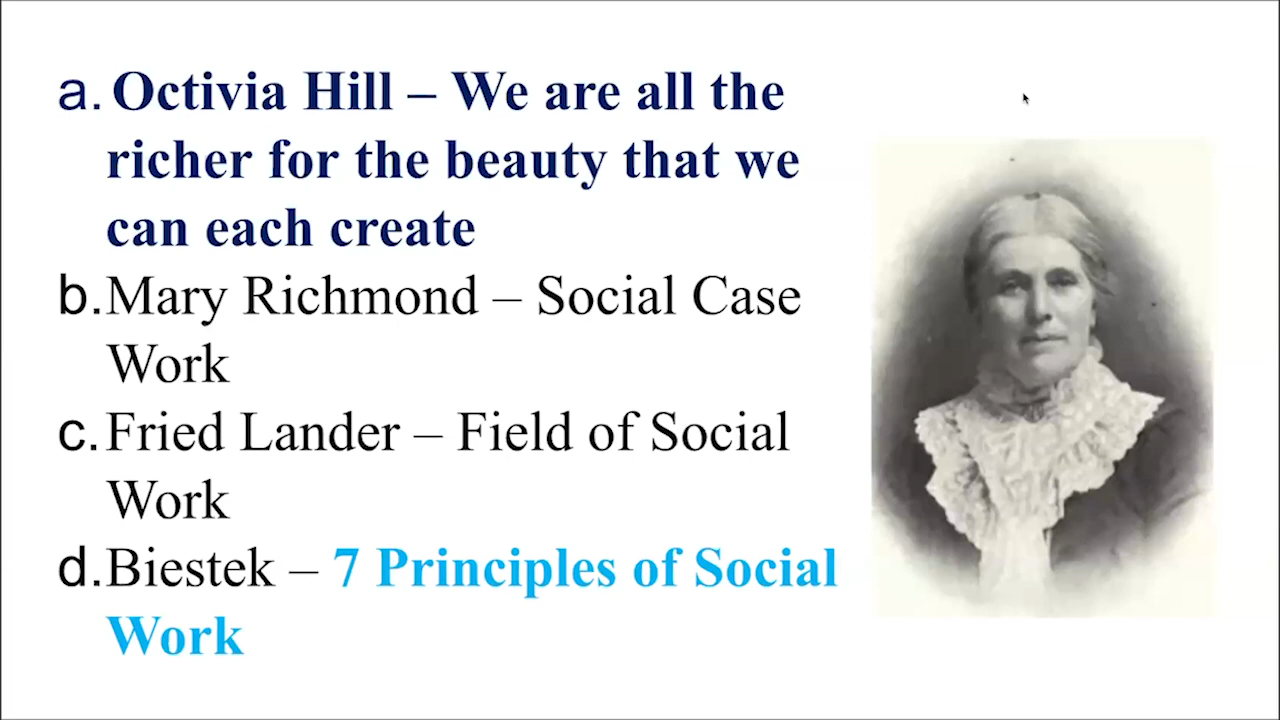 a. Octivia Hill – We are all the
richer for the beauty that we
can each create
b. Mary Richmond – Social Case
Work
c. Fried Lander – Field of Social
Work
d. Biestek – 7 Principles of Social
Work